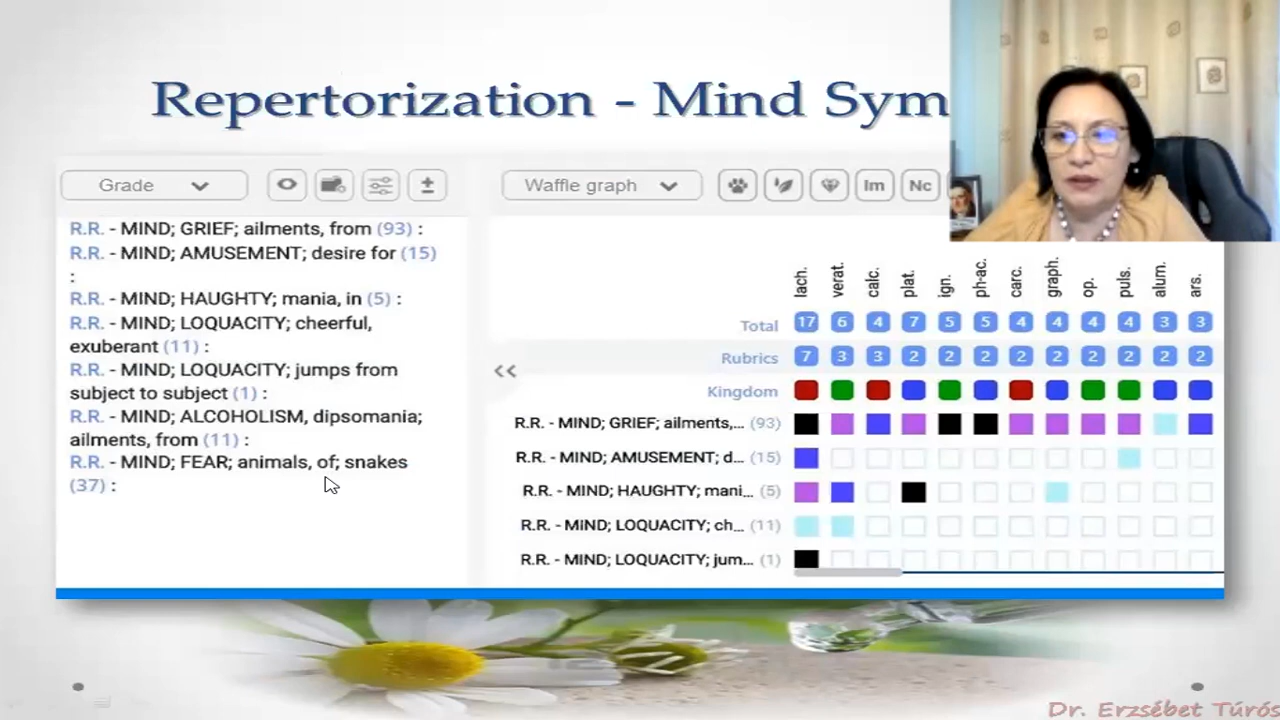 Repertorization - Mind Sym
Grade
Waffle graph
Im
Nc
R.R. - MIND; GRIEF; ailments, from (93) :
R.R. - MIND; AMUSEMENT; desire for (15)
:
R.R. - MIND; HAUGHTY; mania, in (5) :
R.R. - MIND; LOQUACITY; cheerful,
exuberant (11) :
R.R. - MIND; LOQUACITY; jumps from
subject to subject (1) :
R.R. - MIND; ALCOHOLISM, dipsomania;
ailments, from (11) :
R.R. - MIND; FEAR; animals, of; snakes
(37) :
lach. verat. calc. plat. ign. ph-ac. carc. graph. op. puls. alum. ars.
Total 17 6 4 7 5 5 4 4 4 4 3 3
Rubrics 7 3 3 2 2 2 2 2 2 2 2 2
Kingdom
R.R. - MIND; GRIEF; ailments,... (93)
R.R. - MIND; AMUSEMENT; d... (15)
R.R. - MIND; HAUGHTY; mani... (5)
R.R. - MIND; LOQUACITY; ch... (11)
R.R. - MIND; LOQUACITY; jum... (1)
Dr. Erzsébet Túrós